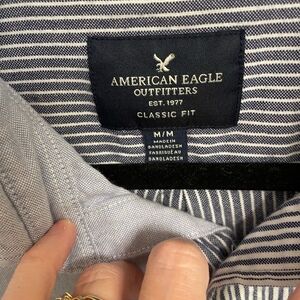 AMERICAN EAGLE
OUTFITTERS
EST. 1977
CLASSIC FIT
M/M
MADE IN
BANGLADESH
FABRIQUÉ AU
BANGLADESH